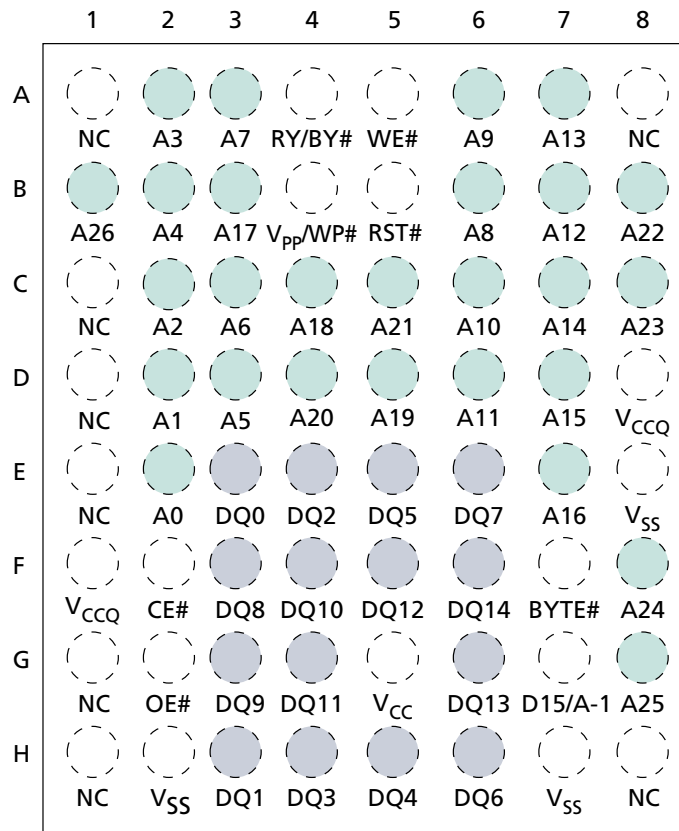 1 2 3 4 5 6 7 8
A
NC A3 A7 RY/BY# WE# A9 A13 NC
B
A26 A4 A17 VPP/WP# RST# A8 A12 A22
C
NC A2 A6 A18 A21 A10 A14 A23
D
NC A1 A5 A20 A19 A11 A15 VCCQ
E
NC A0 DQ0 DQ2 DQ5 DQ7 A16 VSS
F
VCCQ CE# DQ8 DQ10 DQ12 DQ14 BYTE# A24
G
NC OE# DQ9 DQ11 VCC DQ13 D15/A-1 A25
H
NC VSS DQ1 DQ3 DQ4 DQ6 VSS NC